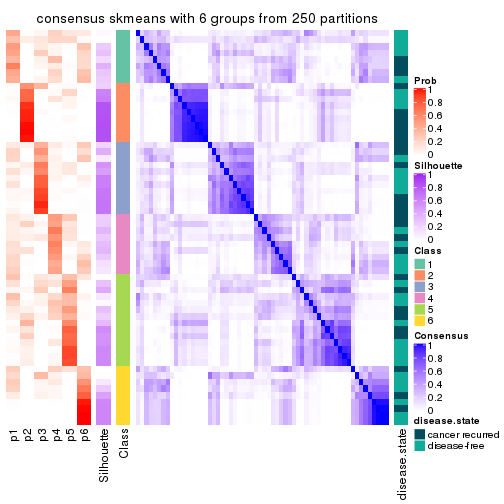 consensus skmeans with 6 groups from 250 partitions
Prob
1
0.8
0.6
0.4
0.2
0
Silhouette
1
0.8
0.6
0.4
0.2
0
Class
1
2
3
4
5
6
Consensus
1
0.8
0.6
0.4
0.2
0
disease.state
cancer recurred
disease-free
p1
p2
p3
p4
p5
p6
Silhouette
Class
disease.state